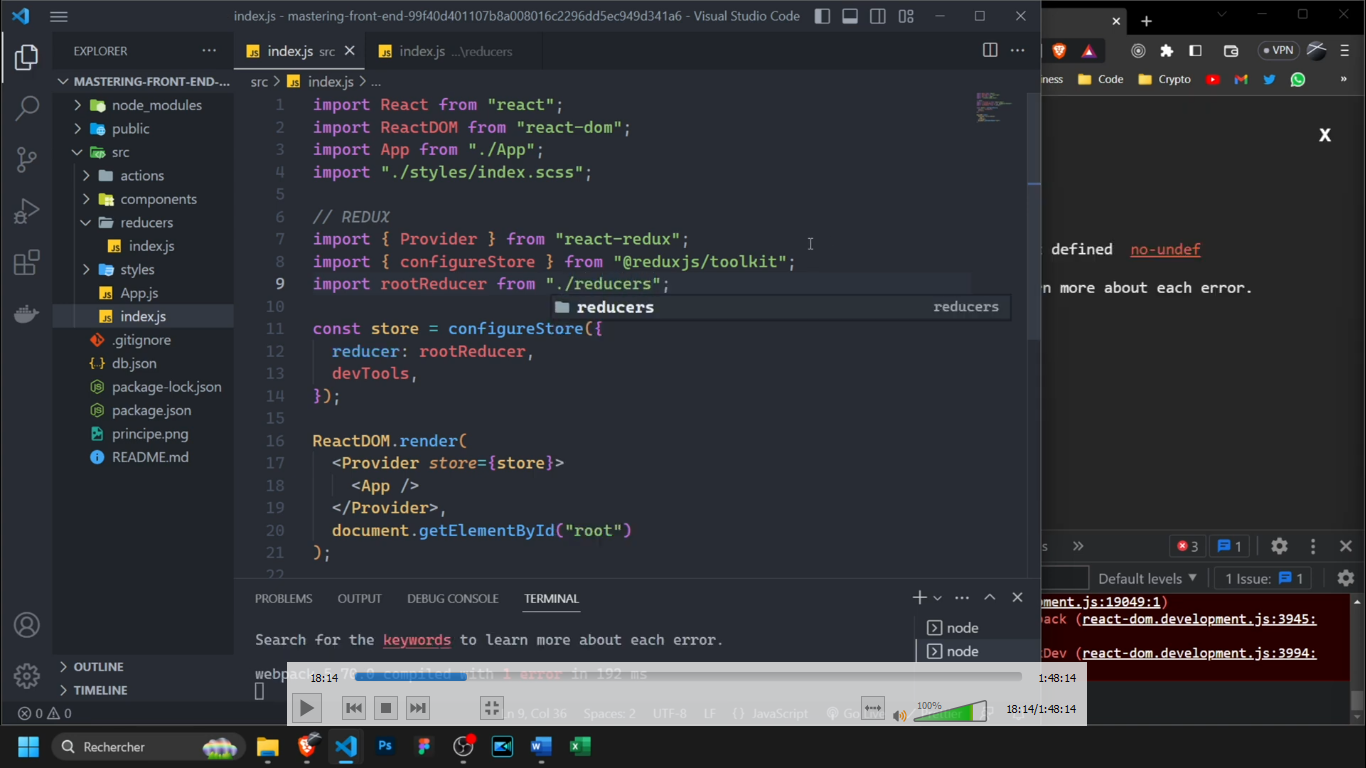 index.js - mastering-front-end-99f40d401107b8a008016c2296dd5ec949d341a6 - Visual Studio Code
EXPLORER
index.js src
index.js ...\reducers
MASTERING-FRONT-END-...
src > index.js > ...
node_modules
public
src
actions
components
reducers
index.js
styles
App.js
index.js
.gitignore
db.json
package-lock.json
package.json
principe.png
README.md
OUTLINE
TIMELINE
1 import React from "react";
2 import ReactDOM from "react-dom";
3 import App from "./App";
4 import "./styles/index.scss";
5
6 // REDUX
7 import { Provider } from "react-redux";
8 import { configureStore } from "@reduxjs/toolkit";
9 import rootReducer from "./reducers";
reducers reducers
10
11 const store = configureStore({
12 reducer: rootReducer,
13 devTools,
14 });
15
16 ReactDOM.render(
17 <Provider store={store}>
18 <App />
19 </Provider>,
20 document.getElementById("root")
21 );
22
PROBLEMS OUTPUT DEBUG CONSOLE TERMINAL
Search for the keywords to learn more about each error.
webpack 5.70.0 compiled with 1 error in 192 ms
node
node
0 0
Ln 9, Col 36 Spaces: 2 UTF-8 LF {} JavaScript
18:14 1:48:14
100%
18:14/1:48:14
VPN
iness Code Crypto
X
defined no-undef
n more about each error.
3 1
Default levels
1 Issue: 1
ment.js:19049:1)
ack (react-dom.development.js:3945:
Dev (react-dom.development.js:3994:
Rechercher
Ps